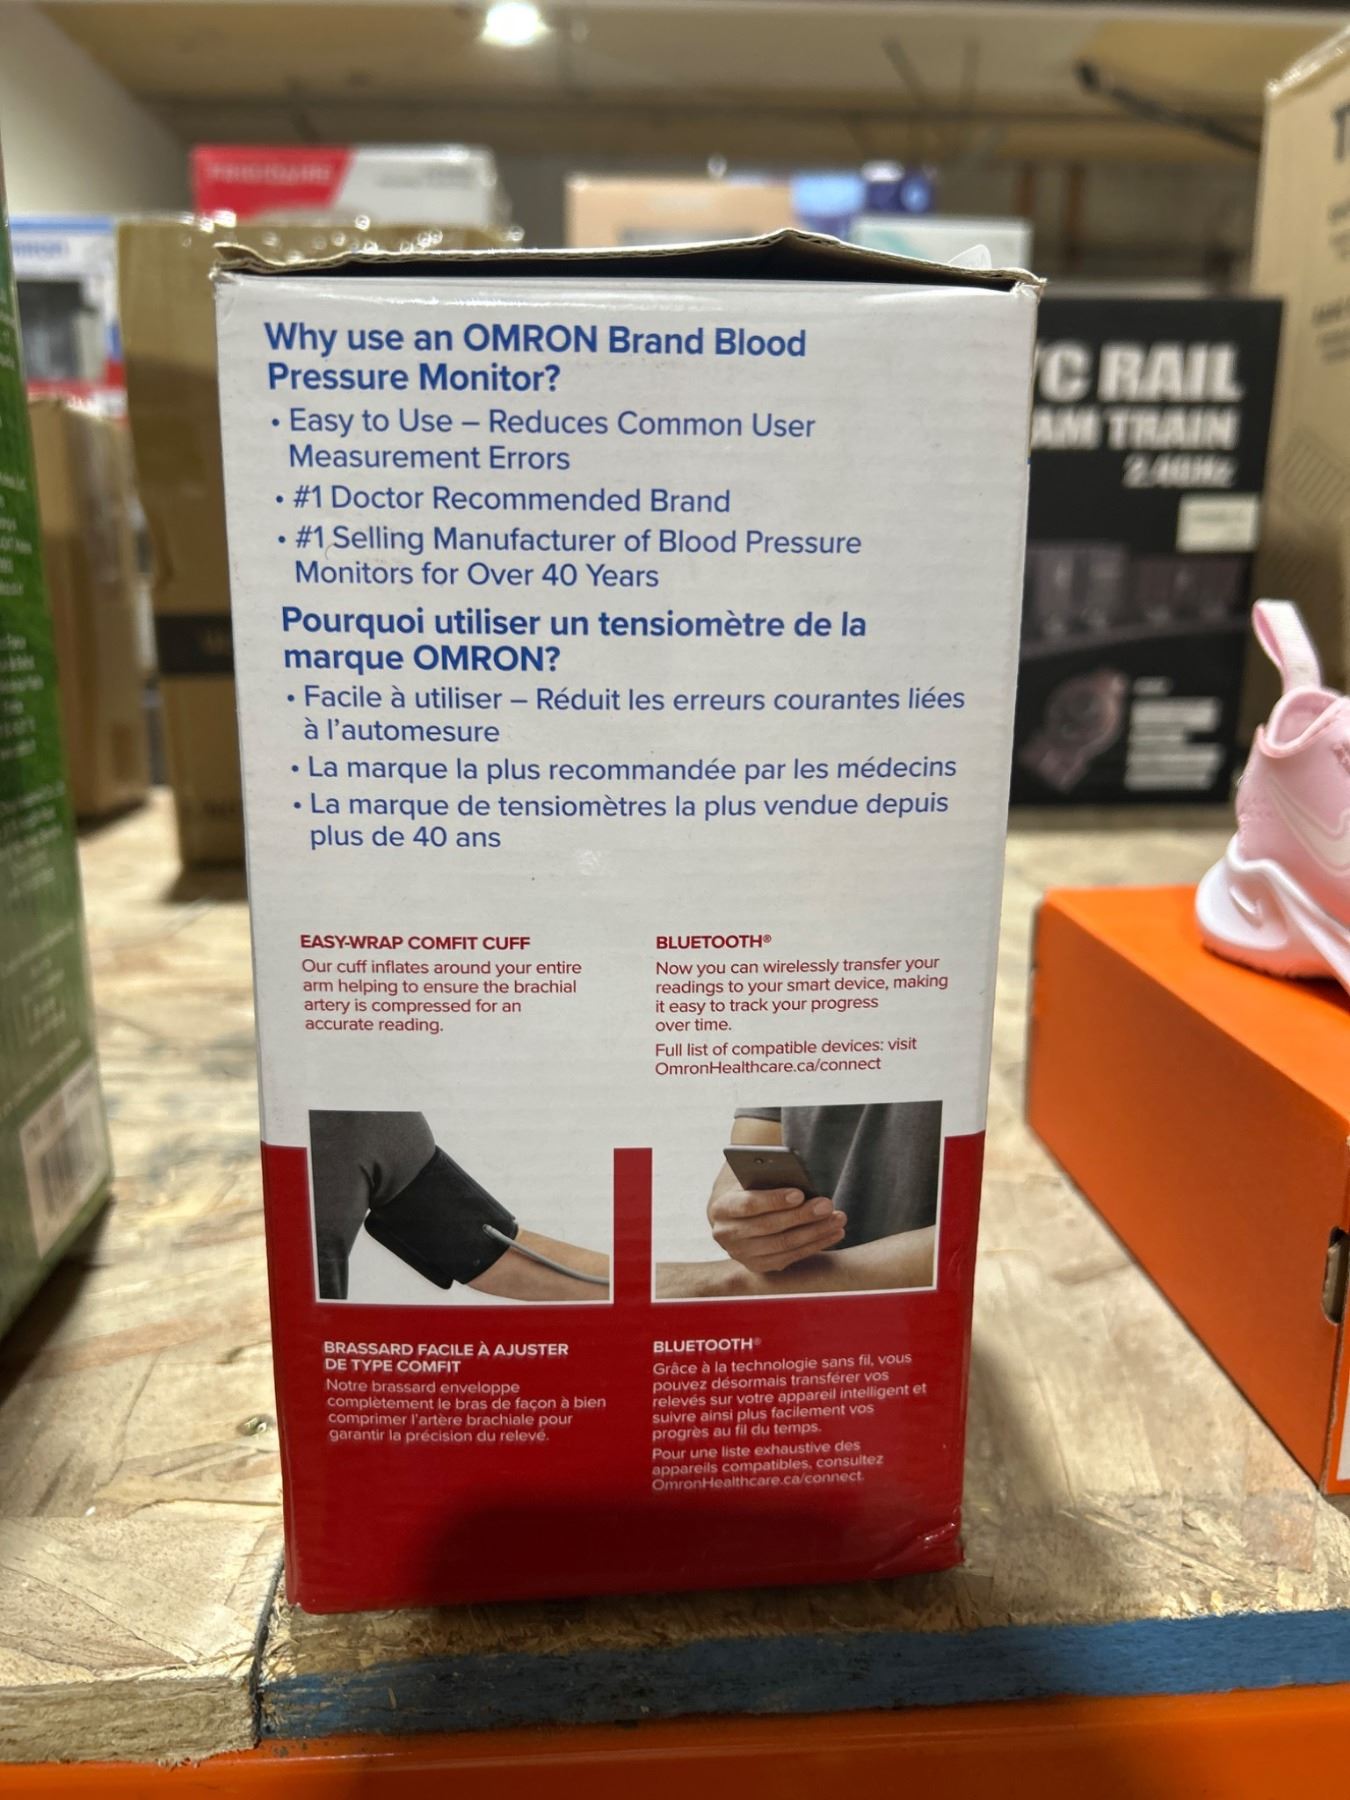 FRIGIDAIRE
Why use an OMRON Brand Blood
Pressure Monitor?
• Easy to Use – Reduces Common User
Measurement Errors
• #1 Doctor Recommended Brand
• #1 Selling Manufacturer of Blood Pressure
Monitors for Over 40 Years
Pourquoi utiliser un tensiomètre de la
marque OMRON?
• Facile à utiliser – Réduit les erreurs courantes liées
à l'automesure
• La marque la plus recommandée par les médecins
• La marque de tensiomètres la plus vendue depuis
plus de 40 ans
EASY-WRAP COMFIT CUFF
Our cuff inflates around your entire
arm helping to ensure the brachial
artery is compressed for an
accurate reading.
BLUETOOTH®
Now you can wirelessly transfer your
readings to your smart device, making
it easy to track your progress
over time.
Full list of compatible devices: visit
OmronHealthcare.ca/connect
BRASSARD FACILE À AJUSTER
DE TYPE COMFIT
Notre brassard enveloppe
complètement le bras de façon à bien
comprimer l'artère brachiale pour
garantir la précision du relevé.
BLUETOOTH®
Grâce à la technologie sans fil, vous
pouvez désormais transférer vos
relevés sur votre appareil intelligent et
suivre ainsi plus facilement vos
progrès au fil du temps.
Pour une liste exhaustive des
appareils compatibles, consultez
OmronHealthcare.ca/connect.
C RAIL
AM TRAIN
2.4GHz